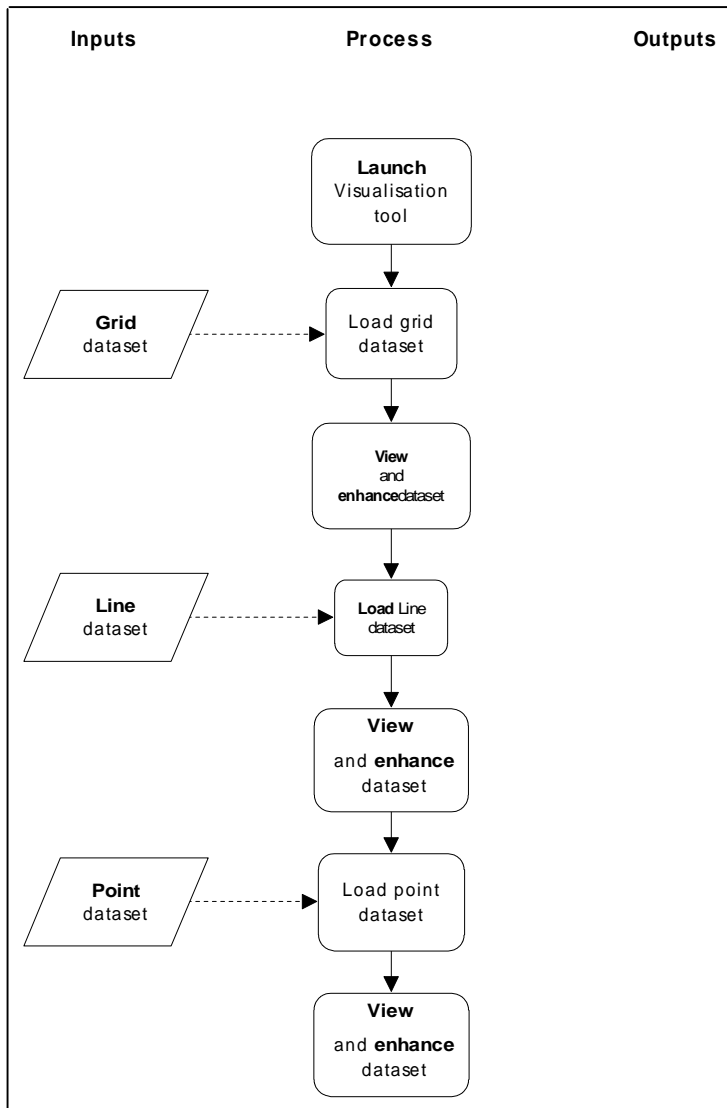 Inputs Process Outputs
Launch
Visualisation
tool
Grid
dataset
Load grid
dataset
View
and
enhancedataset
Line
dataset
Load Line
dataset
View
and enhance
dataset
Point
dataset
Load point
dataset
View
and enhance
dataset